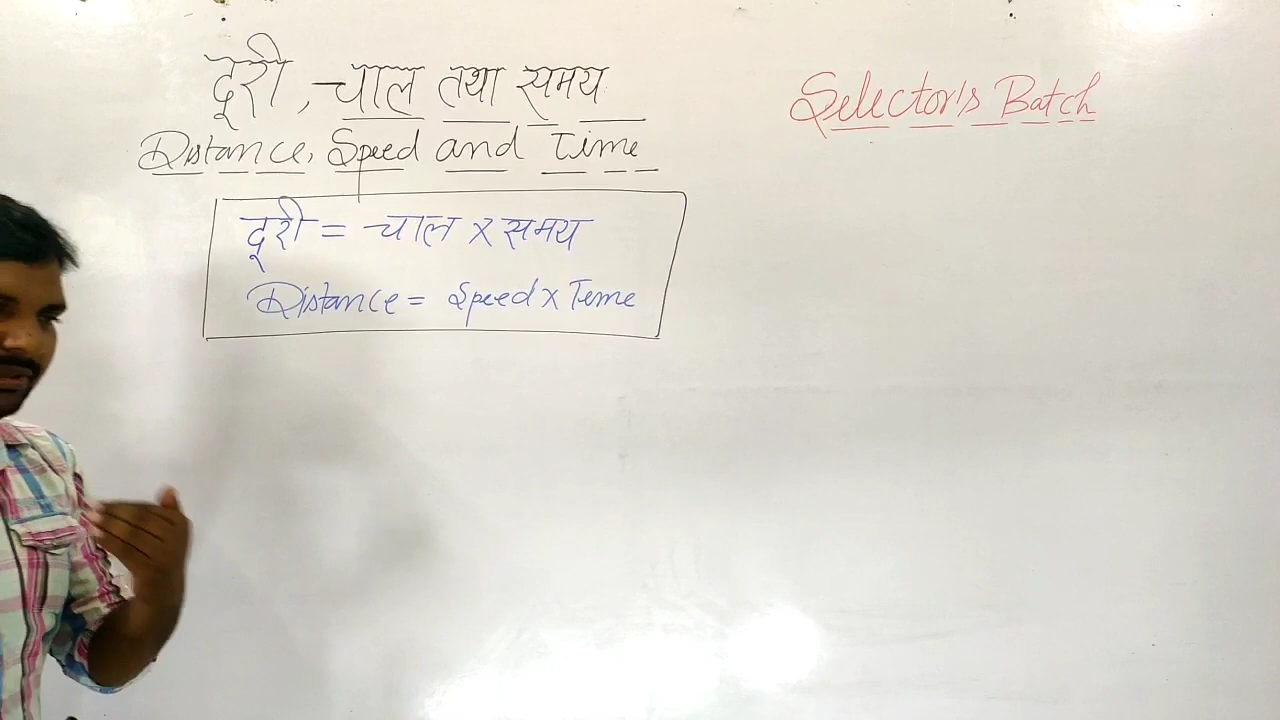 दूरी, चाल तथा समय
Distance, Speed and Time
Selector's Batch
दूरी = चाल x समय
Distance = Speed x Time